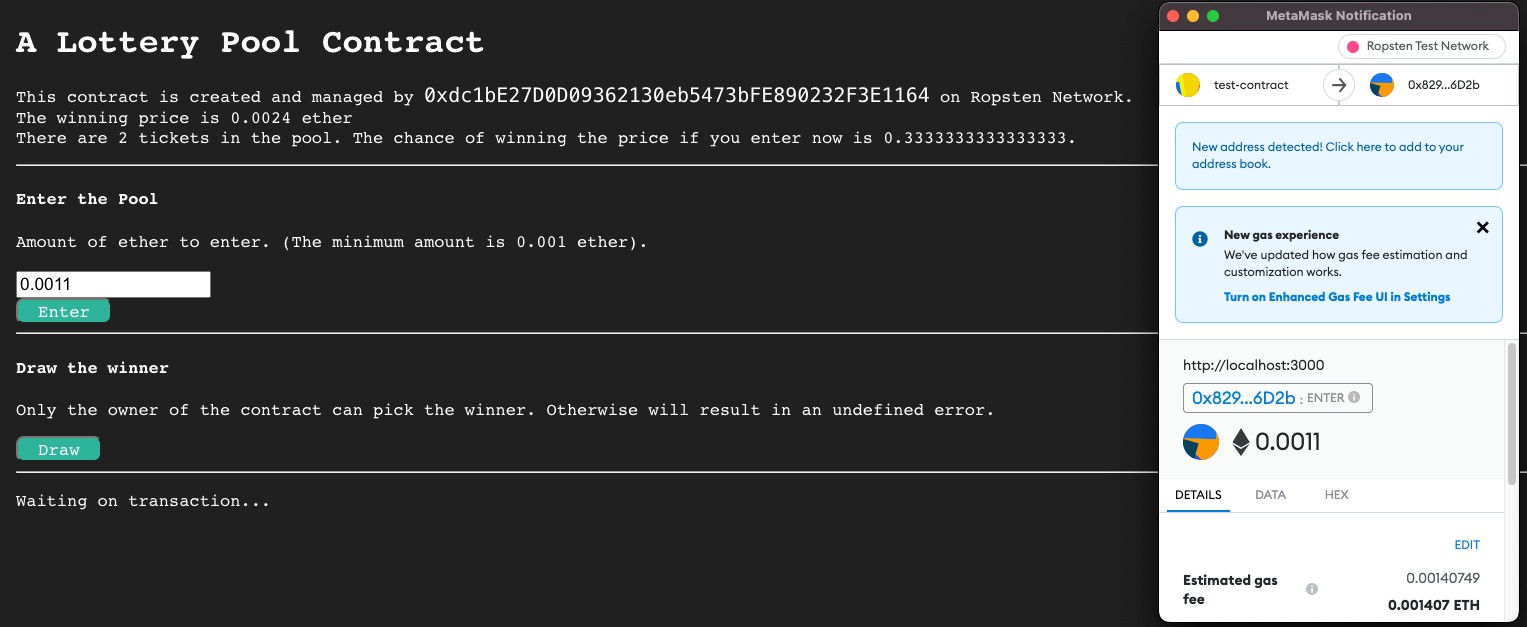 A Lottery Pool Contract
This contract is created and managed by 0xdc1bE27D0D09362130eb5473bFE890232F3E1164 on Ropsten Network.
The winning price is 0.0024 ether
There are 2 tickets in the pool. The chance of winning the price if you enter now is 0.3333333333333333.
Enter the Pool
Amount of ether to enter. (The minimum amount is 0.001 ether).
0.0011
Enter
Draw the winner
Only the owner of the contract can pick the winner. Otherwise will result in an undefined error.
Draw
Waiting on transaction...
MetaMask Notification
Ropsten Test Network
test-contract 0x829...6D2b
New address detected! Click here to add to your
address book.
New gas experience
We've updated how gas fee estimation and
customization works.
Turn on Enhanced Gas Fee UI in Settings
http://localhost:3000
0x829...6D2b : ENTER
0.0011
DETAILS DATA HEX
EDIT
Estimated gas 0.00140749
fee 0.001407 ETH